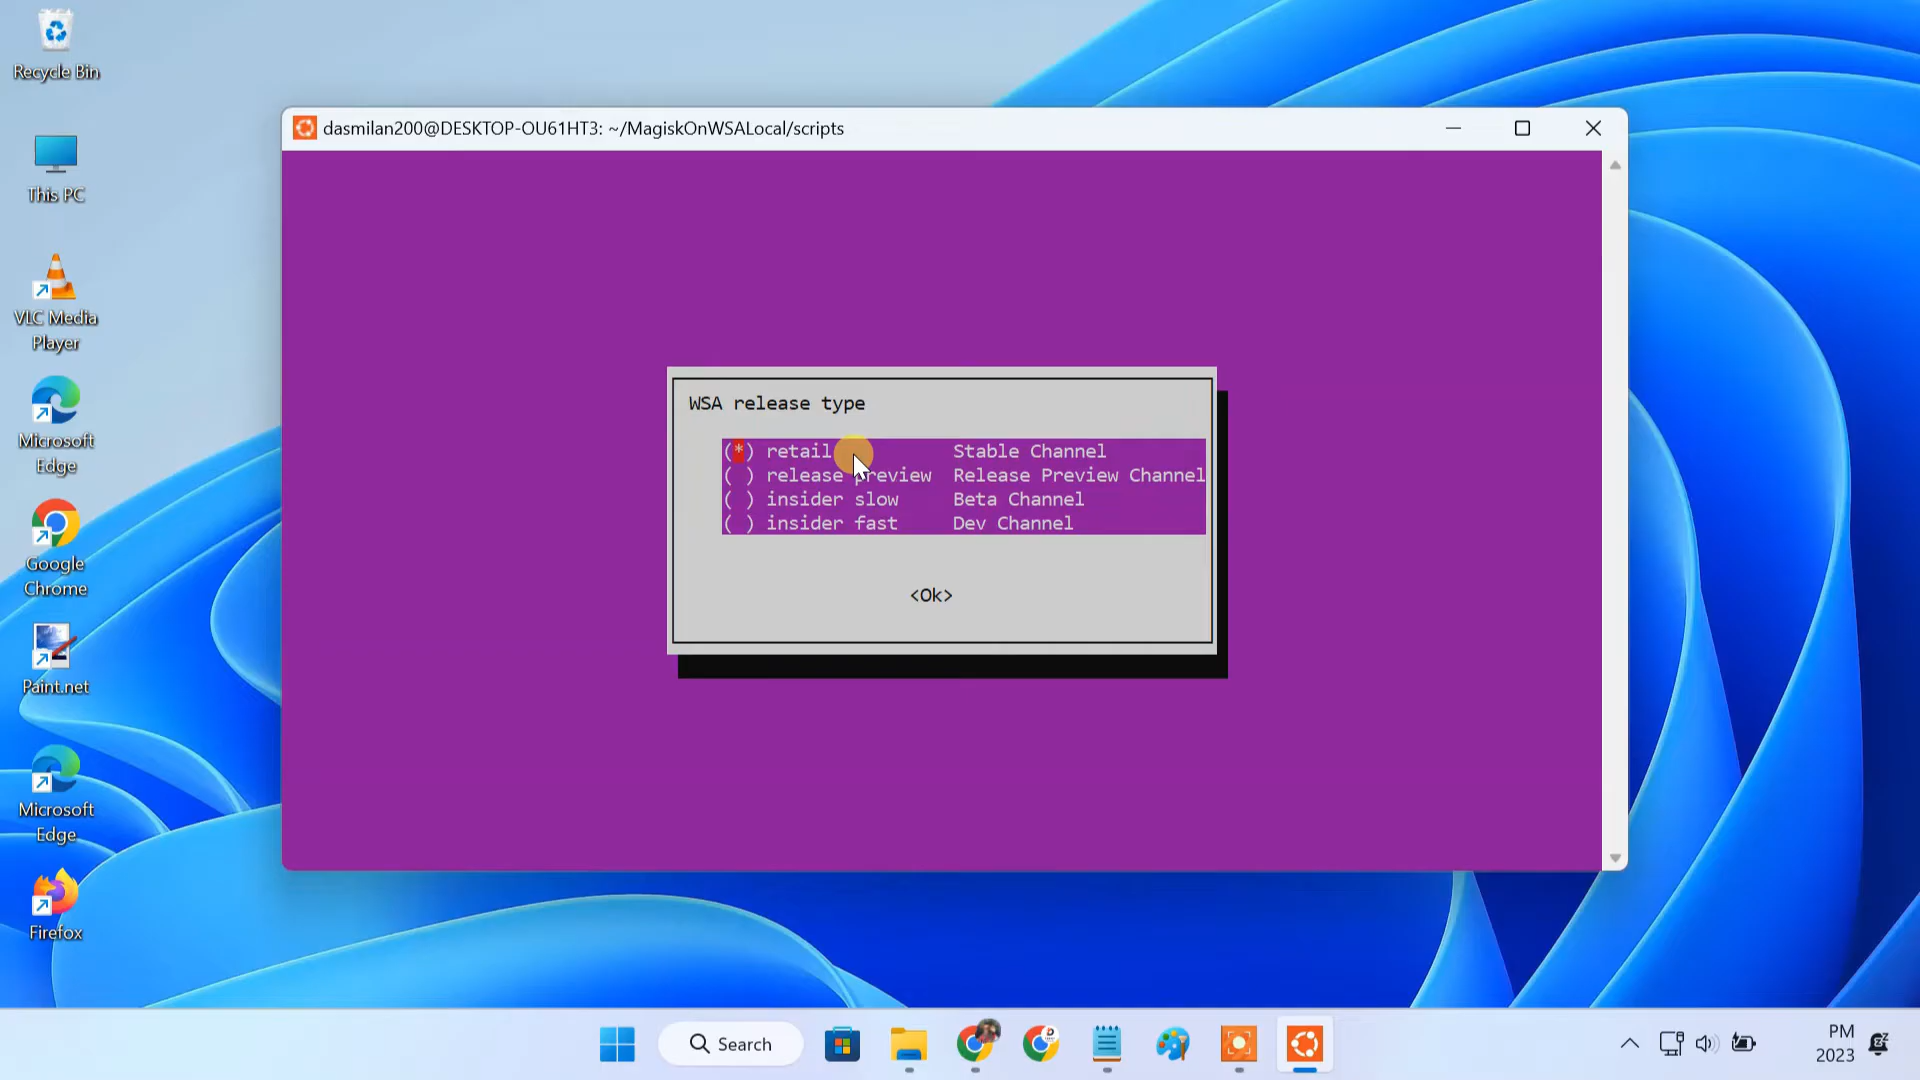 Recycle Bin
This PC
VLC Media
Player
Microsoft
Edge
Google
Chrome
Paint.net
Microsoft
Edge
Firefox
dasmilan200@DESKTOP-OU61HT3: ~/MagiskOnWSALocal/scripts
WSA release type
(*) retail Stable Channel
( ) release preview Release Preview Channel
( ) insider slow Beta Channel
( ) insider fast Dev Channel
<Ok>
Search
PM
2023